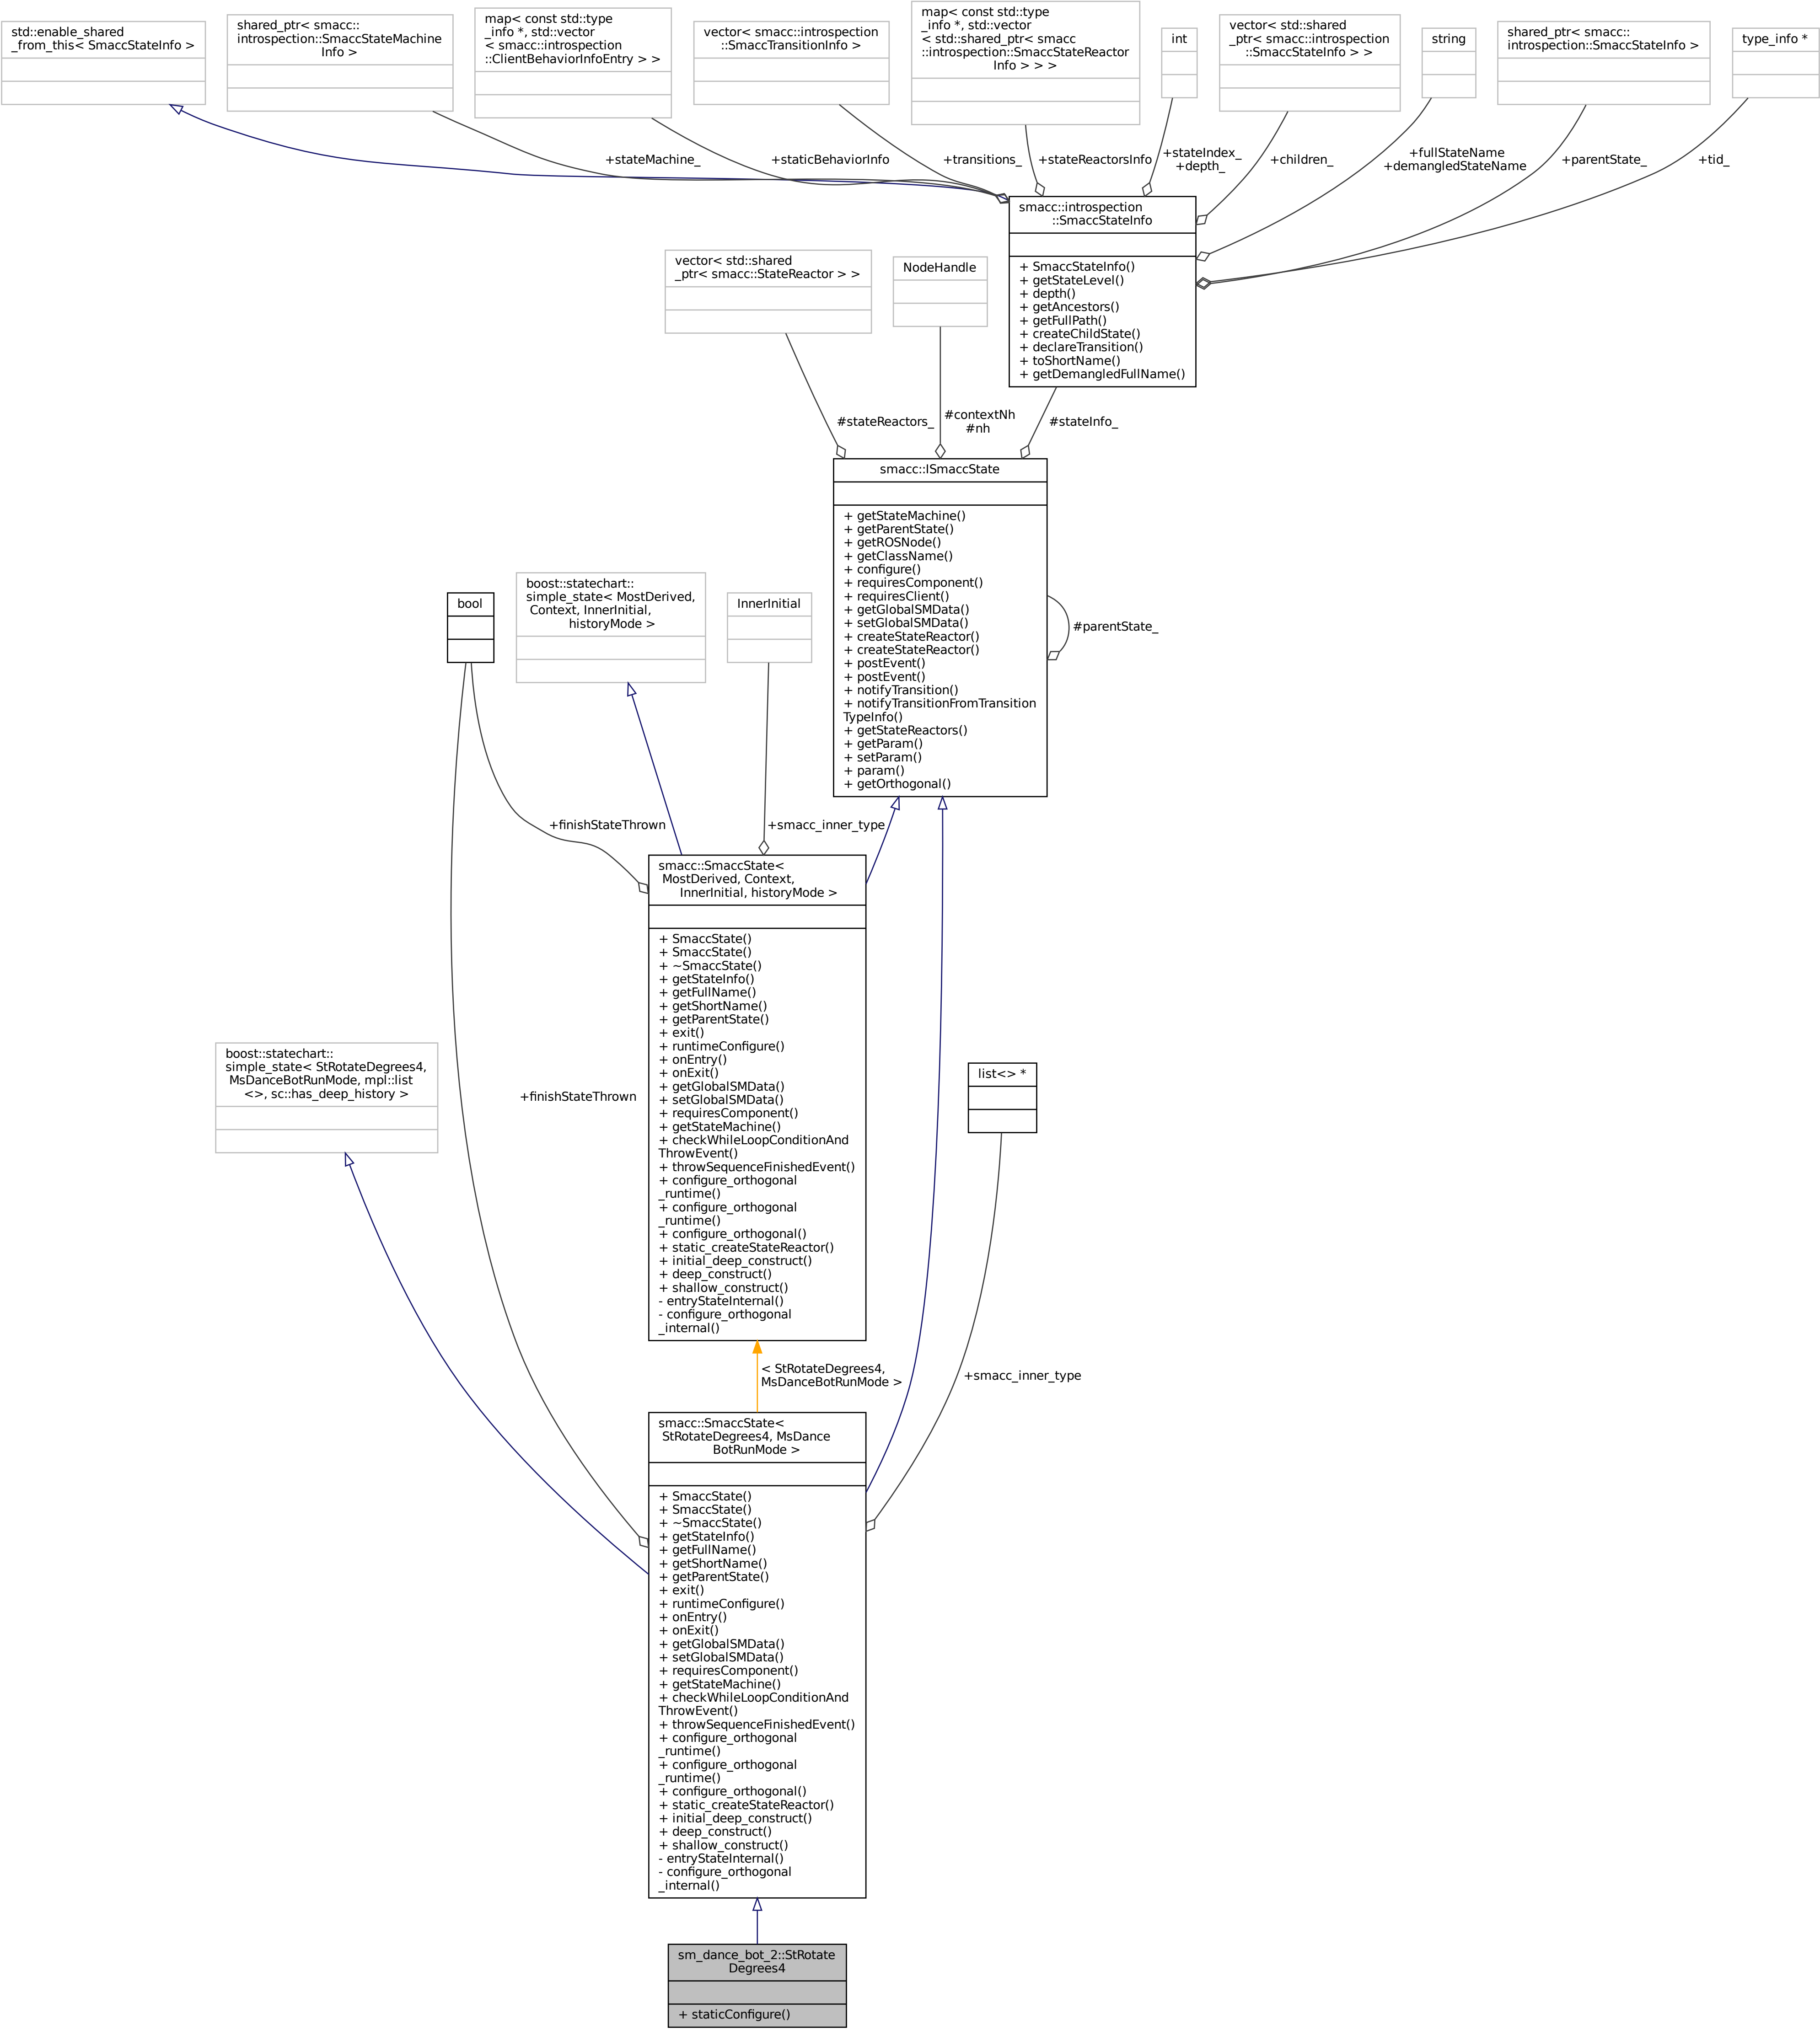 std::enable_shared
_from_this< SmaccStateInfo >
shared_ptr< smacc::
introspection::SmaccStateMachine
Info >
map< const std::type
_info *, std::vector
< smacc::introspection
::ClientBehaviorInfoEntry > >
vector< smacc::introspection
::SmaccTransitionInfo >
map< const std::type
_info *, std::vector
< std::shared_ptr< smacc
::introspection::SmaccStateReactor
Info > > >
int
vector< std::shared
_ptr< smacc::introspection
::SmaccStateInfo > >
string
shared_ptr< smacc::
introspection::SmaccStateInfo >
type_info *
+stateMachine_
+staticBehaviorInfo
+transitions_
+stateReactorsInfo
+stateIndex_
+depth_
+children_
+fullStateName
+demangledStateName
+parentState_
+tid_
smacc::introspection
::SmaccStateInfo
+ SmaccStateInfo()
+ getStateLevel()
+ depth()
+ getAncestors()
+ getFullPath()
+ createChildState()
+ declareTransition()
+ toShortName()
+ getDemangledFullName()
vector< std::shared
_ptr< smacc::StateReactor > >
NodeHandle
#stateReactors_
#contextNh
#nh
#stateInfo_
smacc::ISmaccState
+ getStateMachine()
+ getParentState()
+ getROSNode()
+ getClassName()
+ configure()
+ requiresComponent()
+ requiresClient()
+ getGlobalSMData()
+ setGlobalSMData()
+ createStateReactor()
+ createStateReactor()
+ postEvent()
+ postEvent()
+ notifyTransition()
+ notifyTransitionFromTransition
TypeInfo()
+ getStateReactors()
+ getParam()
+ setParam()
+ param()
+ getOrthogonal()
#parentState_
bool
boost::statechart::
simple_state< MostDerived,
Context, InnerInitial,
historyMode >
InnerInitial
+finishStateThrown
+smacc_inner_type
smacc::SmaccState<
MostDerived, Context,
InnerInitial, historyMode >
+ SmaccState()
+ SmaccState()
+ ~SmaccState()
+ getStateInfo()
+ getFullName()
+ getShortName()
+ getParentState()
+ exit()
+ runtimeConfigure()
+ onEntry()
+ onExit()
+ getGlobalSMData()
+ setGlobalSMData()
+ requiresComponent()
+ getStateMachine()
+ checkWhileLoopConditionAnd
ThrowEvent()
+ throwSequenceFinishedEvent()
+ configure_orthogonal
_runtime()
+ configure_orthogonal
_runtime()
+ configure_orthogonal()
+ static_createStateReactor()
+ initial_deep_construct()
+ deep_construct()
+ shallow_construct()
- entryStateInternal()
- configure_orthogonal
_internal()
boost::statechart::
simple_state< StRotateDegrees4,
MsDanceBotRunMode, mpl::list
<>, sc::has_deep_history >
+finishStateThrown
list<> *
< StRotateDegrees4,
MsDanceBotRunMode >
+smacc_inner_type
smacc::SmaccState<
StRotateDegrees4, MsDance
BotRunMode >
+ SmaccState()
+ SmaccState()
+ ~SmaccState()
+ getStateInfo()
+ getFullName()
+ getShortName()
+ getParentState()
+ exit()
+ runtimeConfigure()
+ onEntry()
+ onExit()
+ getGlobalSMData()
+ setGlobalSMData()
+ requiresComponent()
+ getStateMachine()
+ checkWhileLoopConditionAnd
ThrowEvent()
+ throwSequenceFinishedEvent()
+ configure_orthogonal
_runtime()
+ configure_orthogonal
_runtime()
+ configure_orthogonal()
+ static_createStateReactor()
+ initial_deep_construct()
+ deep_construct()
+ shallow_construct()
- entryStateInternal()
- configure_orthogonal
_internal()
sm_dance_bot_2::StRotate
Degrees4
+ staticConfigure()